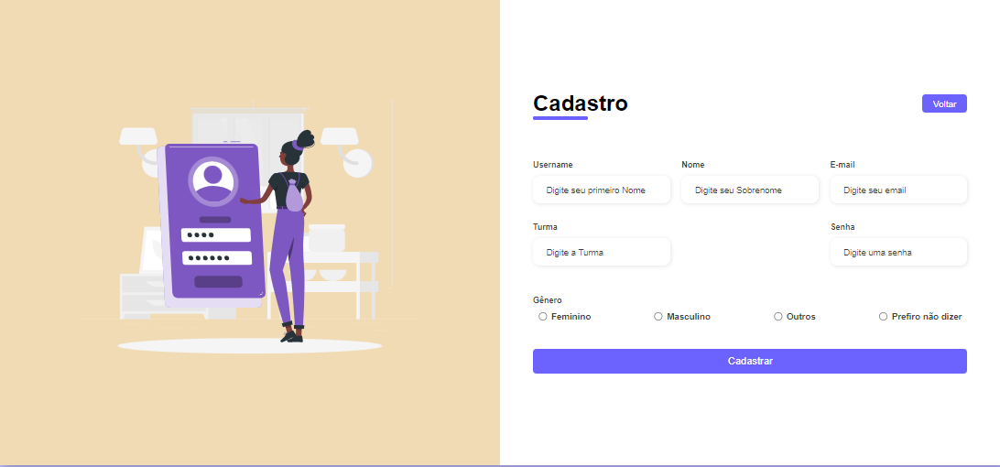 Cadastro
Voltar
Username
Nome
E-mail
Digite seu primeiro Nome
Digite seu Sobrenome
Digite seu email
Turma
Senha
Digite a Turma
Digite uma senha
Gênero
Feminino
Masculino
Outros
Prefiro não dizer
Cadastrar